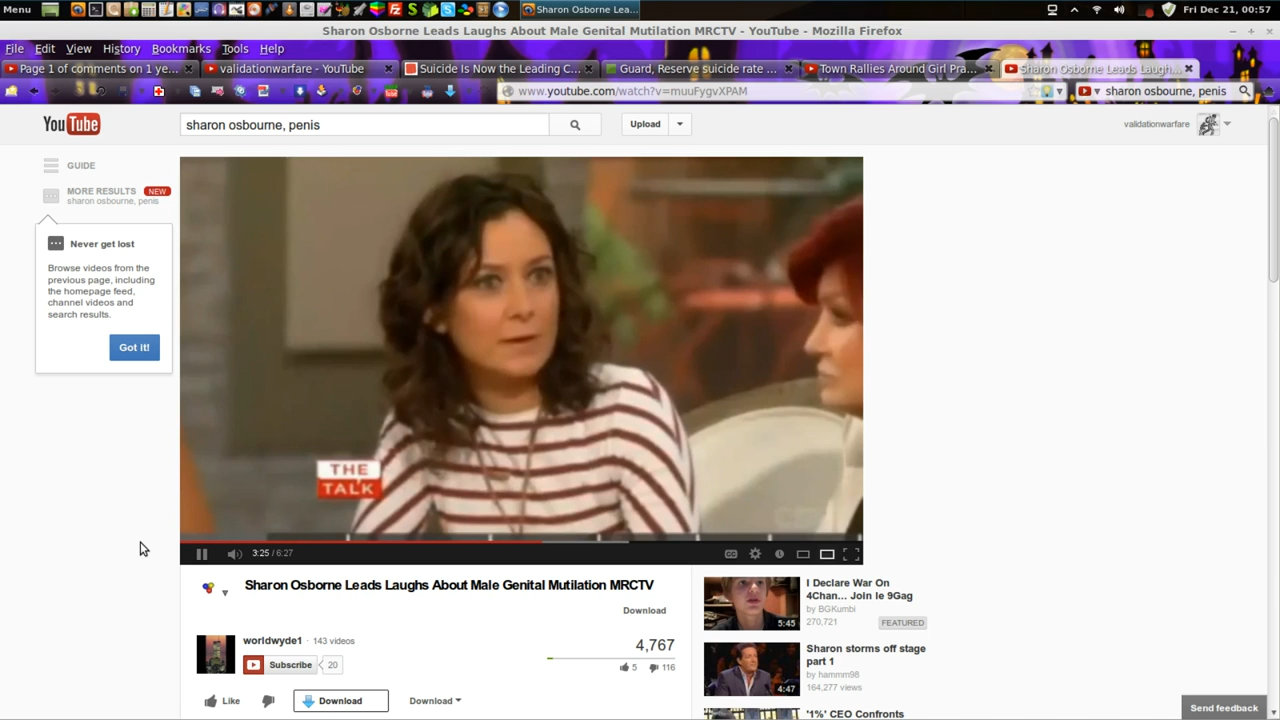 Menu
Sharon Osborne Lea...
Fri Dec 21, 00:57
Sharon Osborne Leads Laughs About Male Genital Mutilation MRCTV - YouTube - Mozilla Firefox
File Edit View History Bookmarks Tools Help
Page 1 of comments on 1 ye...
validationwarfare - YouTube
Suicide Is Now the Leading C...
Guard, Reserve suicide rate ...
Town Rallies Around Girl Pra...
Sharon Osborne Leads Laugh...
www.youtube.com/watch?v=muuFygvXPAM
sharon osbourne, penis
YouTube
sharon osbourne, penis
Upload
validationwarfare
GUIDE
MORE RESULTS NEW
sharon osbourne, penis
Never get lost
Browse videos from the
previous page, including
the homepage feed,
channel videos and
search results.
Got it!
THE
TALK
3:25 / 6:27
CC
Sharon Osborne Leads Laughs About Male Genital Mutilation MRCTV
Download
worldwyde1 · 143 videos
Subscribe 20
4,767
5 116
Like
Download
Download
I Declare War On
4Chan... Join le 9Gag
by BGKumbi
270,721 FEATURED
5:45
Sharon storms off stage
part 1
by hammm98
164,277 views
4:47
'1%' CEO Confronts
Send feedback